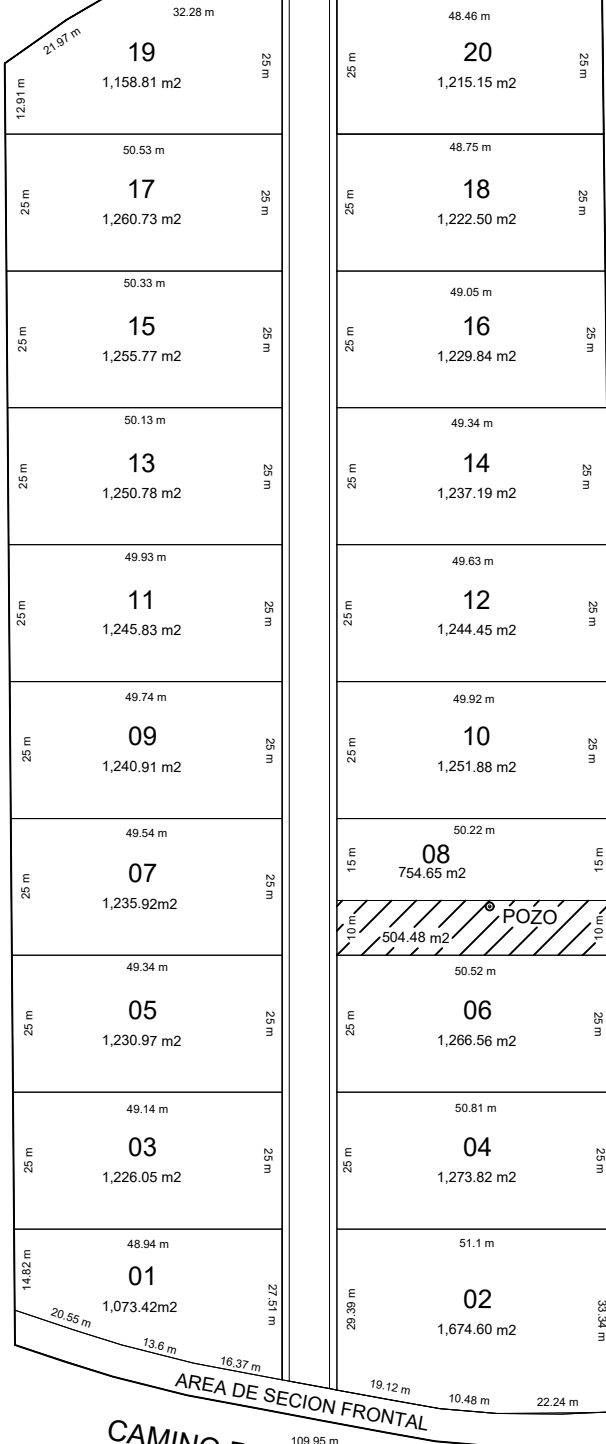 32.28 m
48.46 m
21.97 m
19
25 m
25 m
20
25 m
1,158.81 m2
1,215.15 m2
12.91 m
50.53 m
48.75 m
25 m
17
25 m
25 m
18
25 m
1,260.73 m2
1,222.50 m2
50.33 m
49.05 m
25 m
15
25 m
25 m
16
25 m
1,255.77 m2
1,229.84 m2
50.13 m
49.34 m
25 m
13
25 m
25 m
14
25 m
1,250.78 m2
1,237.19 m2
49.93 m
49.63 m
25 m
11
25 m
25 m
12
25 m
1,245.83 m2
1,244.45 m2
49.74 m
49.92 m
25 m
09
25 m
25 m
10
25 m
1,240.91 m2
1,251.88 m2
49.54 m
50.22 m
25 m
07
25 m
15 m
08
15 m
1,235.92m2
754.65 m2
10 m
504.48 m2
POZO
10 m
49.34 m
50.52 m
25 m
05
25 m
25 m
06
25 m
1,230.97 m2
1,266.56 m2
49.14 m
50.81 m
25 m
03
25 m
25 m
04
25 m
1,226.05 m2
1,273.82 m2
48.94 m
51.1 m
14.82 m
01
27.51 m
29.39 m
02
33.34 m
1,073.42m2
1,674.60 m2
20.55 m
13.6 m
16.37 m
19.12 m
10.48 m
22.24 m
AREA DE SECION FRONTAL
CAMINO
109.95 m